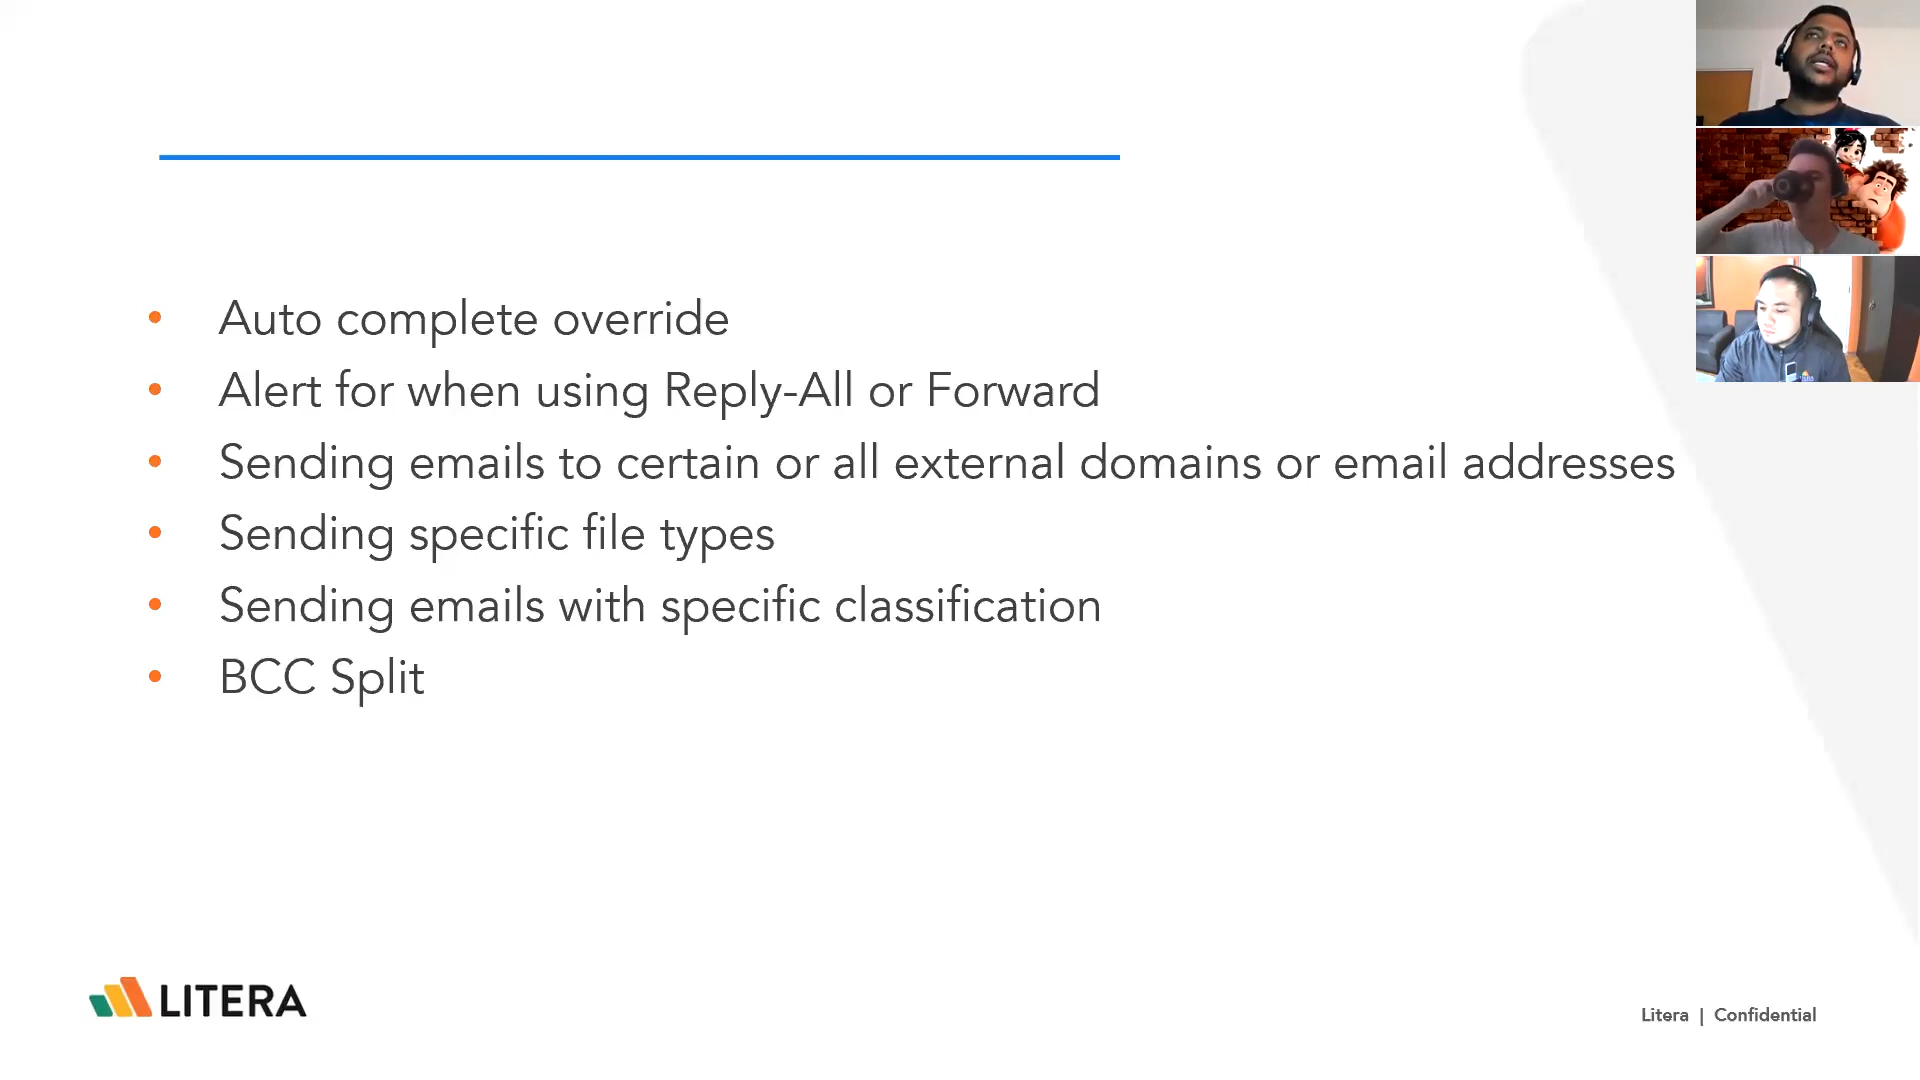 Auto complete override
Alert for when using Reply-All or Forward
Sending emails to certain or all external domains or email addresses
Sending specific file types
Sending emails with specific classification
BCC Split
LITERA
Litera | Confidential